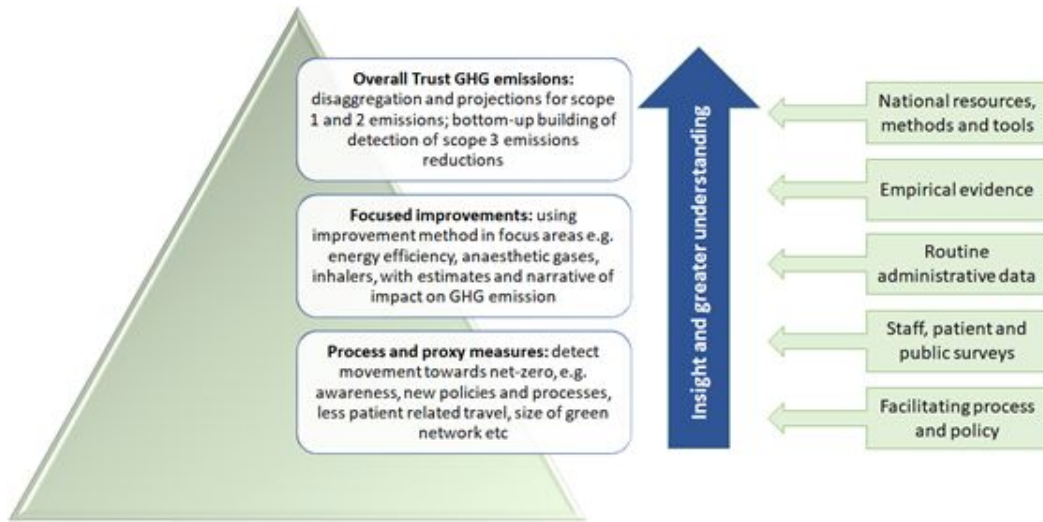 Overall Trust GHG emissions:
disaggregation and projections for scope
1 and 2 emissions; bottom-up building of
detection of scope 3 emissions
reductions
Focused improvements: using
improvement method in focus areas e.g.
energy efficiency, anaesthetic gases,
inhalers, with estimates and narrative of
impact on GHG emission
Process and proxy measures: detect
movement towards net-zero, e.g.
awareness, new policies and processes,
less patient related travel, size of green
network etc
Insight and greater understanding
National resources,
methods and tools
Empirical evidence
Routine
administrative data
Staff, patient and
public surveys
Facilitating process
and policy